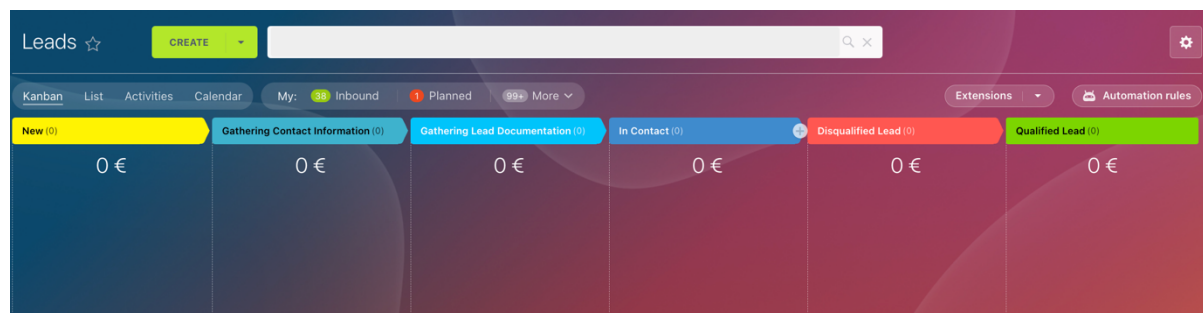 Leads
CREATE
Kanban List Activities Calendar My: 38 Inbound 1 Planned 99+ More Extensions Automation rules
New (0) Gathering Contact Information (0) Gathering Lead Documentation (0) In Contact (0) Disqualified Lead (0) Qualified Lead (0)
0 € 0 € 0 € 0 € 0 € 0 €